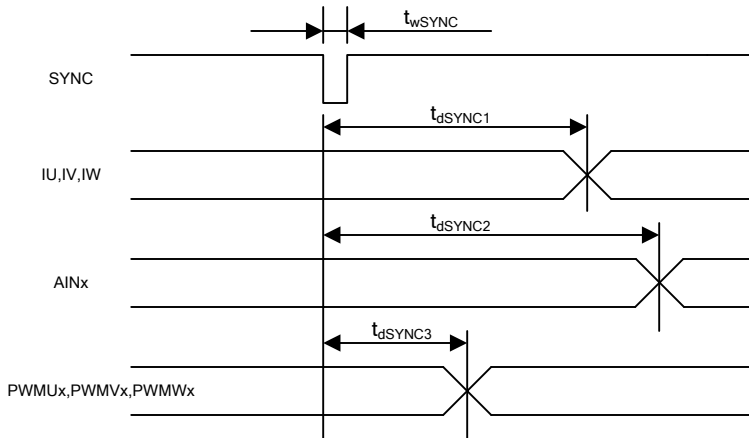 twSYNC
SYNC
tdSYNC1
IU,IV,IW
tdSYNC2
AINx
tdSYNC3
PWMUx,PWMVx,PWMWx